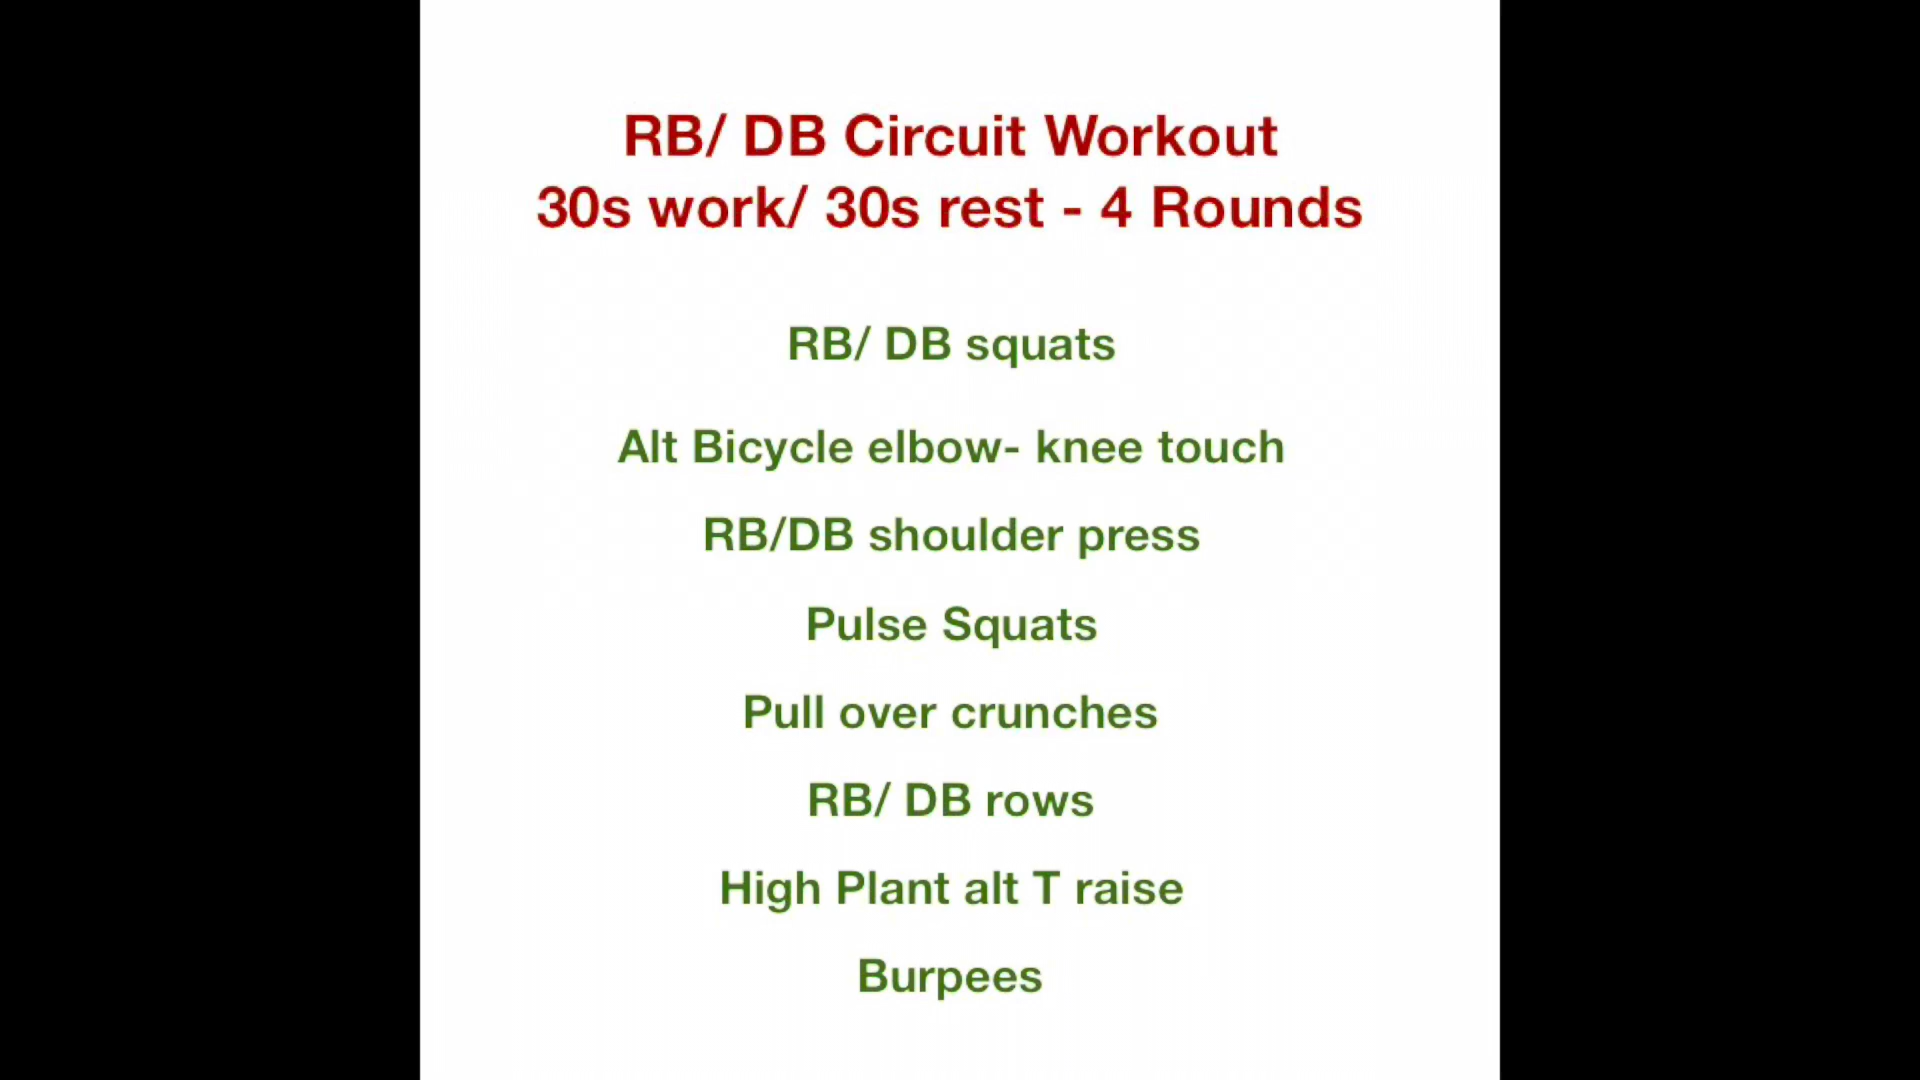 RB/ DB Circuit Workout
30s work/ 30s rest - 4 Rounds
RB/ DB squats
Alt Bicycle elbow- knee touch
RB/DB shoulder press
Pulse Squats
Pull over crunches
RB/ DB rows
High Plant alt T raise
Burpees